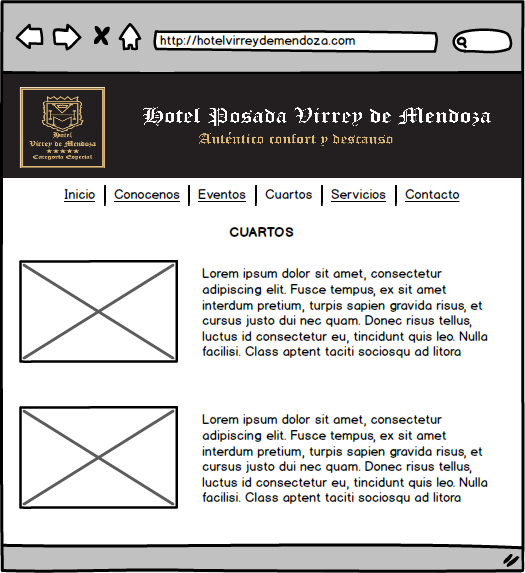 http://hotelvirreydemendoza.com
Hotel
Virrey de Mendoza
★★★★★
Categoría Especial
Hotel Posada Virrey de Mendoza
Auténtico confort y descanso
Inicio | Conocenos | Eventos | Cuartos | Servicios | Contacto
CUARTOS
Lorem ipsum dolor sit amet, consectetur
adipiscing elit. Fusce tempus, ex sit amet
interdum pretium, turpis sapien gravida risus, et
cursus justo dui nec quam. Donec risus tellus,
luctus id consectetur eu, tincidunt quis leo. Nulla
facilisi. Class aptent taciti sociosqu ad litora
Lorem ipsum dolor sit amet, consectetur
adipiscing elit. Fusce tempus, ex sit amet
interdum pretium, turpis sapien gravida risus, et
cursus justo dui nec quam. Donec risus tellus,
luctus id consectetur eu, tincidunt quis leo. Nulla
facilisi. Class aptent taciti sociosqu ad litora